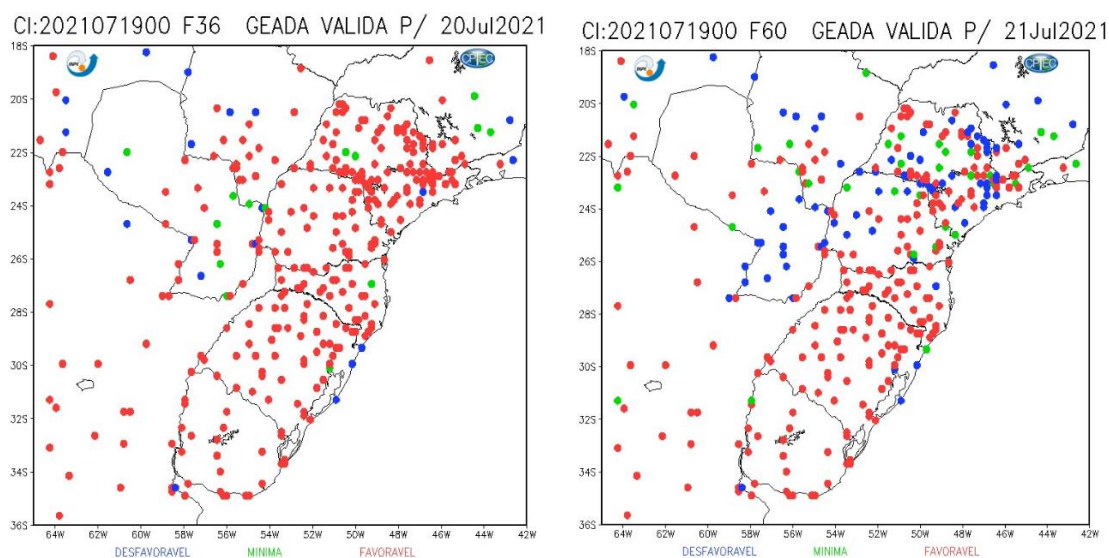 CI:2021071900 F36 GEADA VALIDA P/ 20Jul2021
18S
20S
22S
24S
26S
28S
30S
32S
34S
36S
64W
62W
60W
58W
56W
54W
52W
50W
48W
46W
44W
42W
DESFAVORAVEL MINIMA FAVORAVEL
CPTEC
CI:2021071900 F60 GEADA VALIDA P/ 21Jul2021
18S
20S
22S
24S
26S
28S
30S
32S
34S
36S
64W
62W
60W
58W
56W
54W
52W
50W
48W
46W
44W
42W
DESFAVORAVEL MINIMA FAVORAVEL
CPTEC